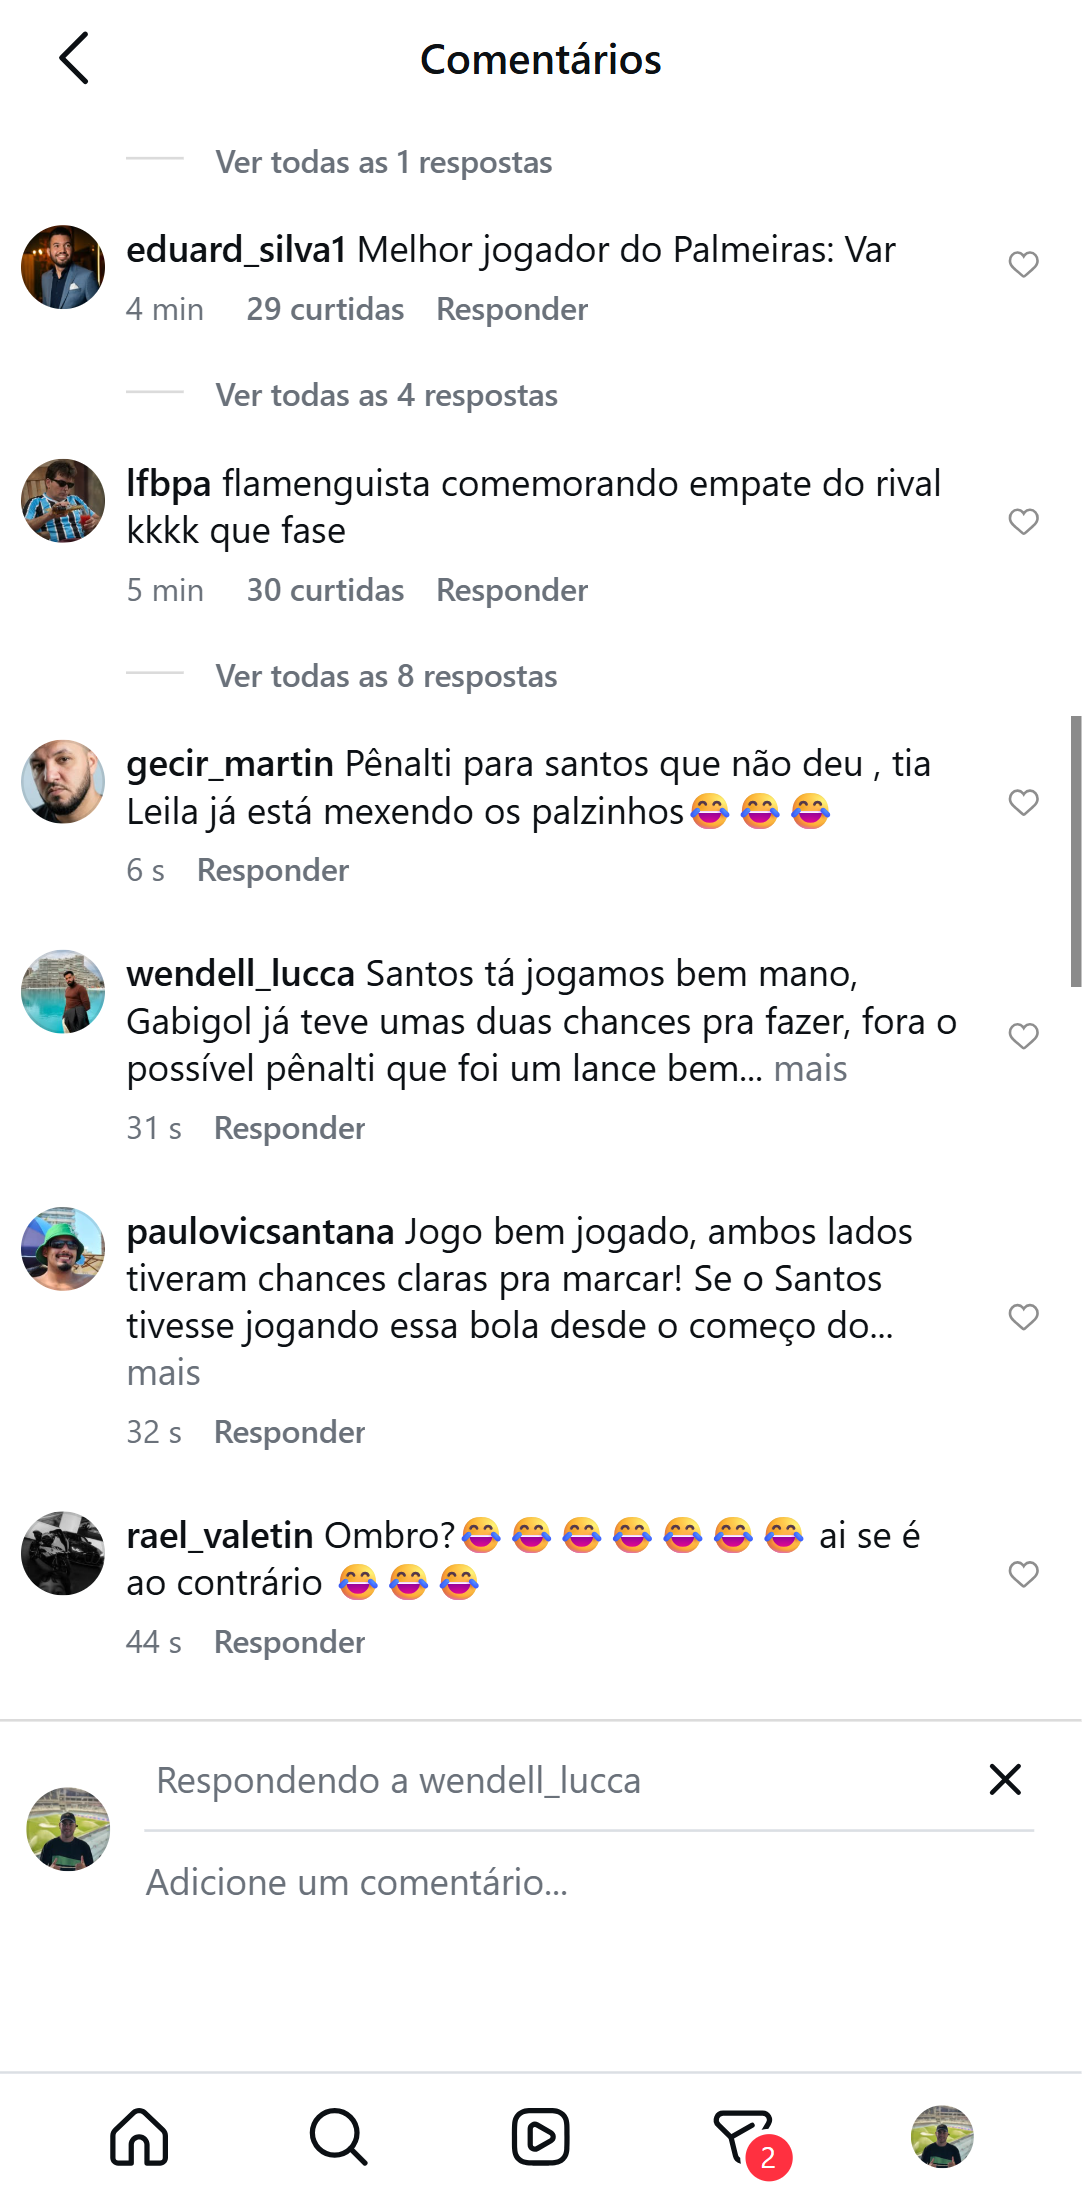 Comentários
Ver todas as 1 respostas
eduard_silva1 Melhor jogador do Palmeiras: Var
4 min 29 curtidas Responder
Ver todas as 4 respostas
lfbpa flamenguista comemorando empate do rival
kkkk que fase
5 min 30 curtidas Responder
Ver todas as 8 respostas
gecir_martin Pênalti para santos que não deu , tia
Leila já está mexendo os palzinhos😂😂😂
6 s Responder
wendell_lucca Santos tá jogamos bem mano,
Gabigol já teve umas duas chances pra fazer, fora o
possível pênalti que foi um lance bem... mais
31 s Responder
paulovicsantana Jogo bem jogado, ambos lados
tiveram chances claras pra marcar! Se o Santos
tivesse jogando essa bola desde o começo do...
mais
32 s Responder
rael_valetin Ombro?😂😂😂😂😂😂😂 ai se é
ao contrário 😂😂😂
44 s Responder
Respondendo a wendell_lucca
Adicione um comentário...
2